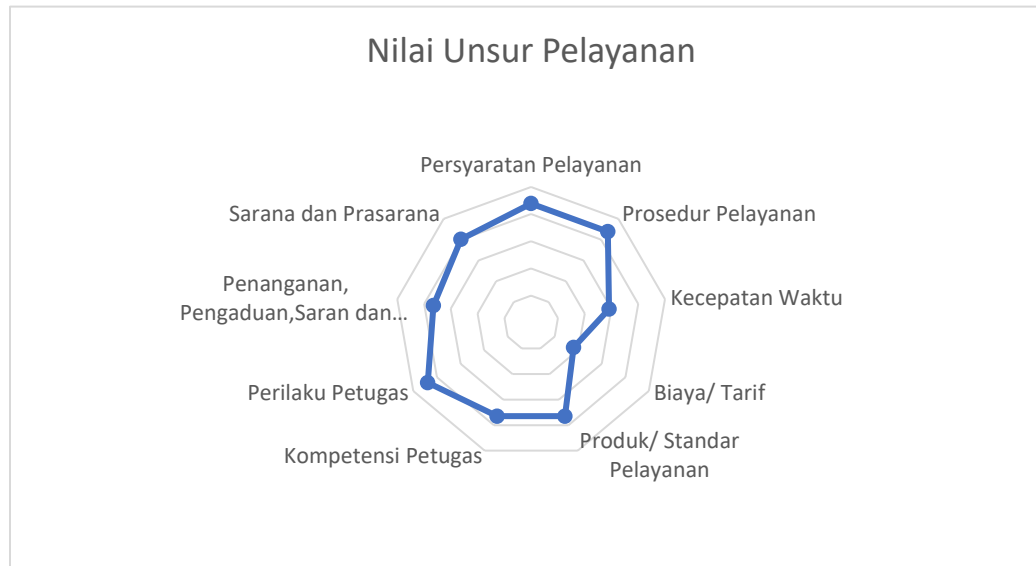 Nilai Unsur Pelayanan
Persyaratan Pelayanan
Prosedur Pelayanan
Kecepatan Waktu
Biaya/ Tarif
Produk/ Standar
Pelayanan
Kompetensi Petugas
Perilaku Petugas
Penanganan,
Pengaduan,Saran dan...
Sarana dan Prasarana